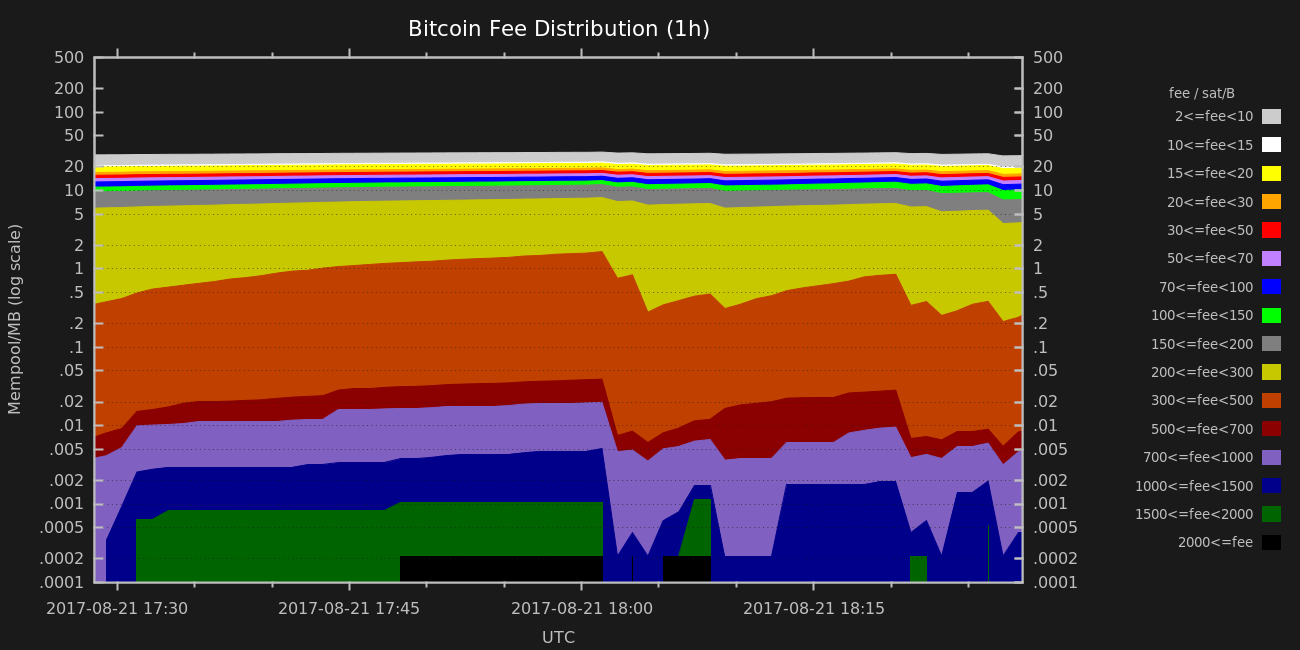 Bitcoin Fee Distribution (1h)
500 500
200 200
100 100
50 50
20 20
10 10
5 5
2 2
1 1
.5 .5
.2 .2
.1 .1
.05 .05
.02 .02
.01 .01
.005 .005
.002 .002
.001 .001
.0005 .0005
.0002 .0002
.0001 .0001
Mempool/MB (log scale)
2017-08-21 17:30 2017-08-21 17:45 2017-08-21 18:00 2017-08-21 18:15
UTC
fee / sat/B
2<=fee<10
10<=fee<15
15<=fee<20
20<=fee<30
30<=fee<50
50<=fee<70
70<=fee<100
100<=fee<150
150<=fee<200
200<=fee<300
300<=fee<500
500<=fee<700
700<=fee<1000
1000<=fee<1500
1500<=fee<2000
2000<=fee